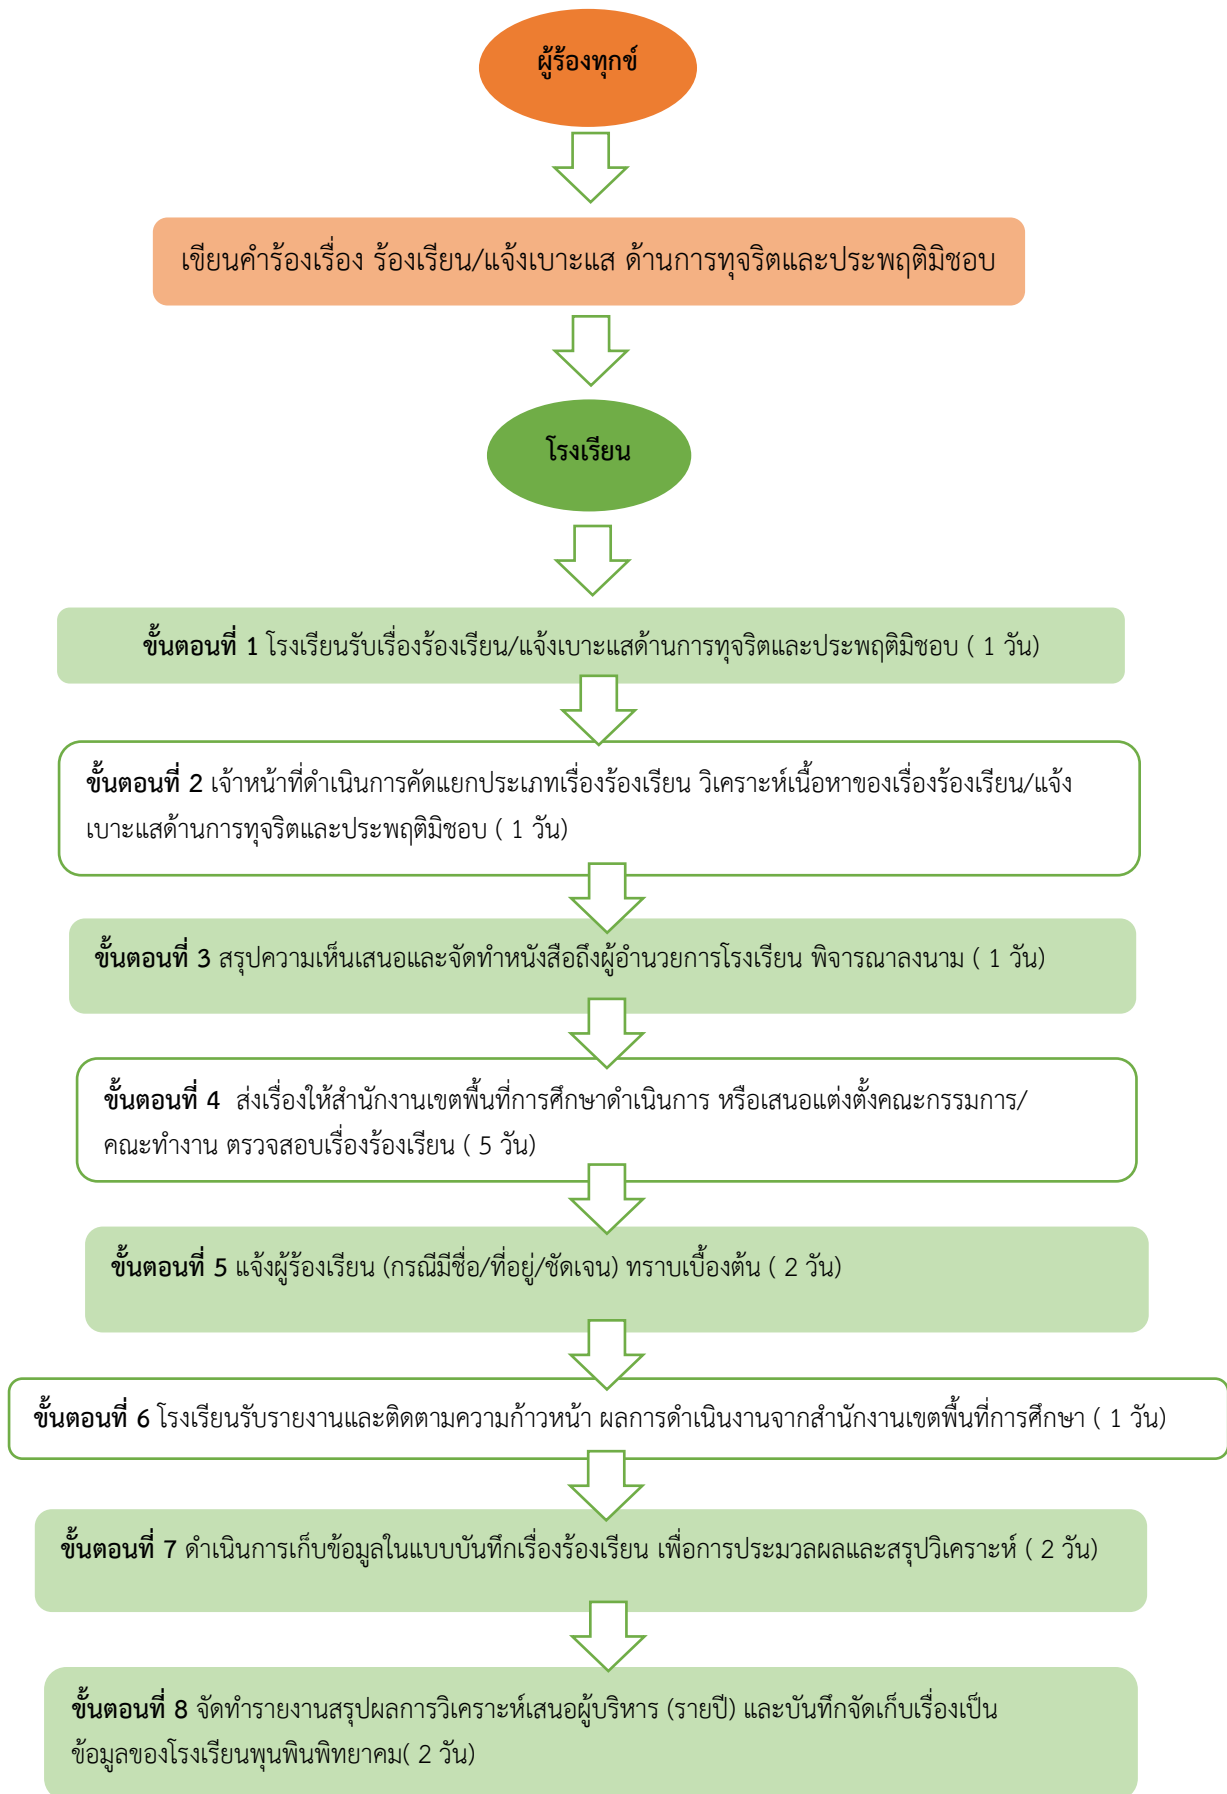 ผู้ร้องทุกข์
เขียนคำร้องเรื่อง ร้องเรียน/แจ้งเบาะแส ด้านการทุจริตและประพฤติมิชอบ
โรงเรียน
ขั้นตอนที่ 1 โรงเรียนรับเรื่องร้องเรียน/แจ้งเบาะแสด้านการทุจริตและประพฤติมิชอบ ( 1 วัน)
ขั้นตอนที่ 2 เจ้าหน้าที่ดำเนินการคัดแยกประเภทเรื่องร้องเรียน วิเคราะห์เนื้อหาของเรื่องร้องเรียน/แจ้ง
เบาะแสด้านการทุจริตและประพฤติมิชอบ ( 1 วัน)
ขั้นตอนที่ 3 สรุปความเห็นเสนอและจัดทำหนังสือถึงผู้อำนวยการโรงเรียน พิจารณาลงนาม ( 1 วัน)
ขั้นตอนที่ 4 ส่งเรื่องให้สำนักงานเขตพื้นที่การศึกษาดำเนินการ หรือเสนอแต่งตั้งคณะกรรมการ/
คณะทำงาน ตรวจสอบเรื่องร้องเรียน ( 5 วัน)
ขั้นตอนที่ 5 แจ้งผู้ร้องเรียน (กรณีมีชื่อ/ที่อยู่/ชัดเจน) ทราบเบื้องต้น ( 2 วัน)
ขั้นตอนที่ 6 โรงเรียนรับรายงานและติดตามความก้าวหน้า ผลการดำเนินงานจากสำนักงานเขตพื้นที่การศึกษา ( 1 วัน)
ขั้นตอนที่ 7 ดำเนินการเก็บข้อมูลในแบบบันทึกเรื่องร้องเรียน เพื่อการประมวลผลและสรุปวิเคราะห์ ( 2 วัน)
ขั้นตอนที่ 8 จัดทำรายงานสรุปผลการวิเคราะห์เสนอผู้บริหาร (รายปี) และบันทึกจัดเก็บเรื่องเป็น
ข้อมูลของโรงเรียนพุนพินพิทยาคม( 2 วัน)